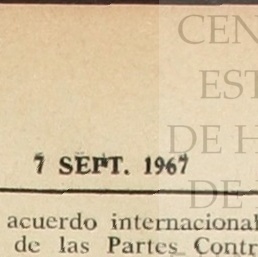 CEN
EST
DE H
DE
7 SEPT. 1967
acuerdo internacional
de las Partes Contr